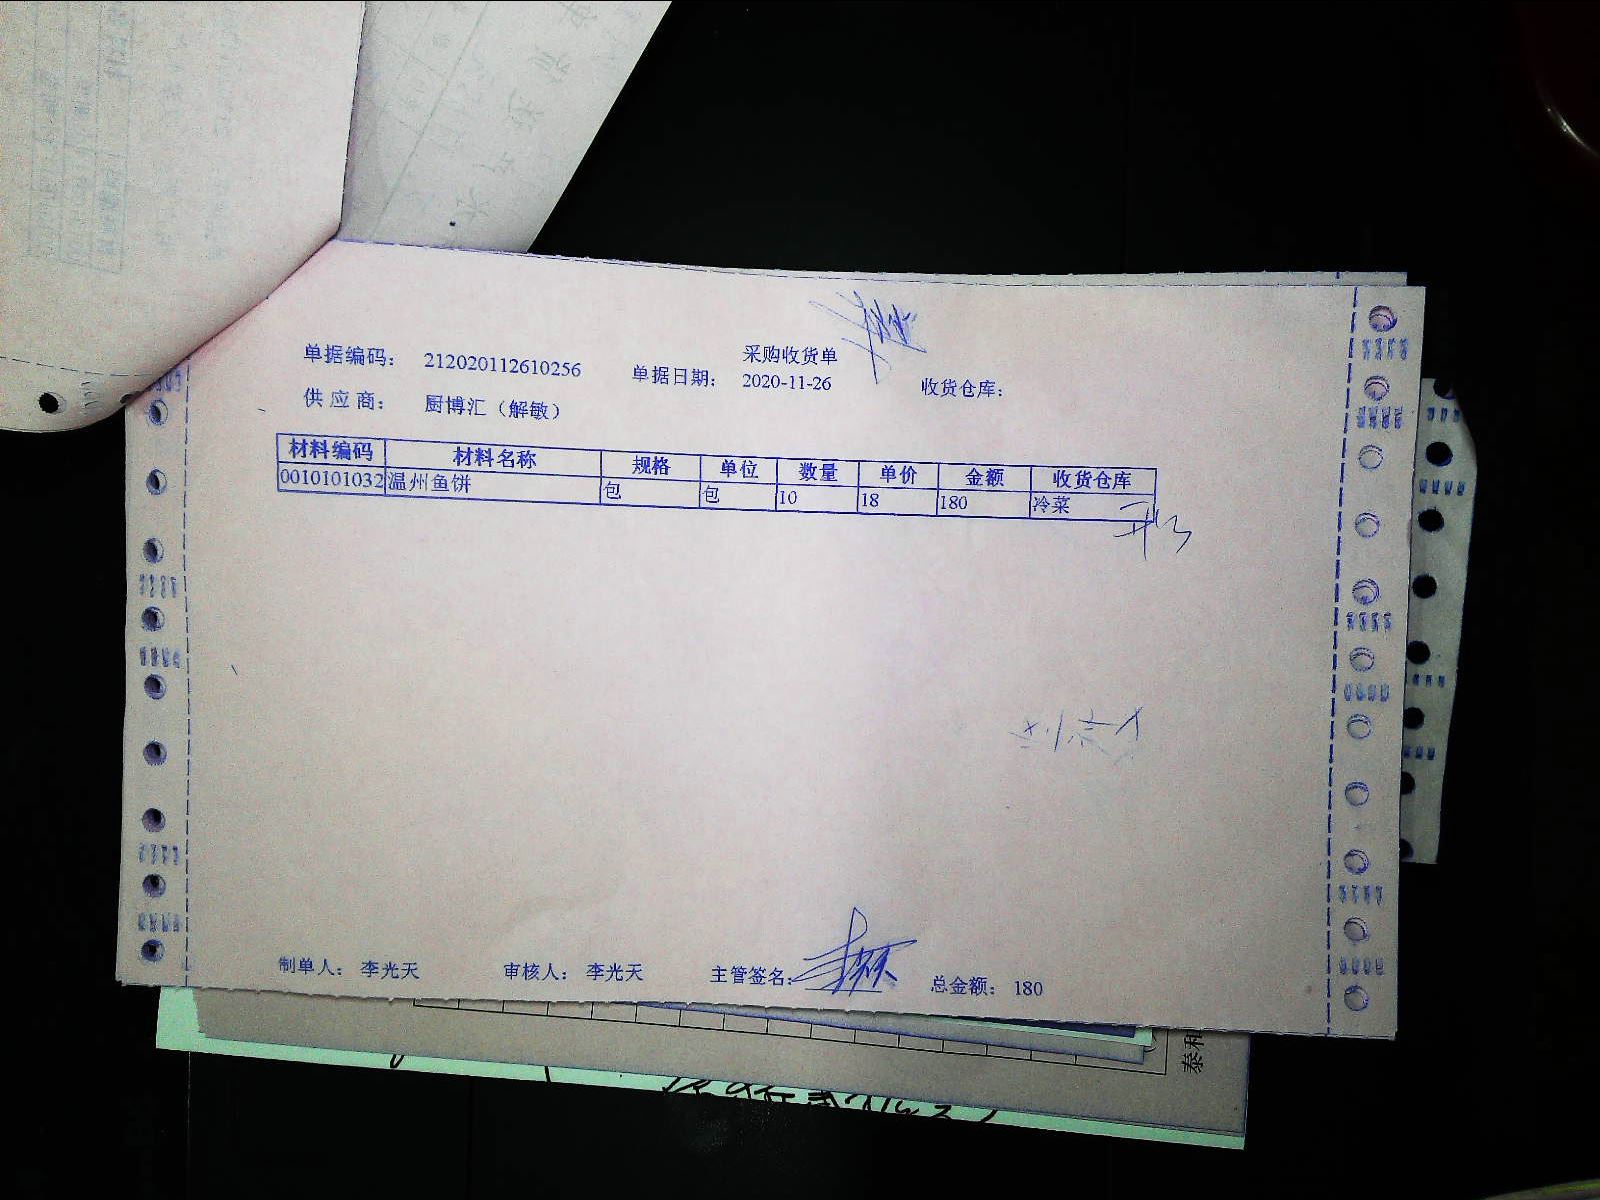 采购收货单
单据编码： 212020112610256 单据日期： 2020-11-26 收货仓库：
供应商： 厨博汇（解敏）
材料编码 材料名称 规格 单位 数量 单价 金额 收货仓库
0010101032 温州鱼饼 包 包 10 18 180 冷菜
制单人： 李光天 审核人： 李光天 主管签名： 总金额： 180